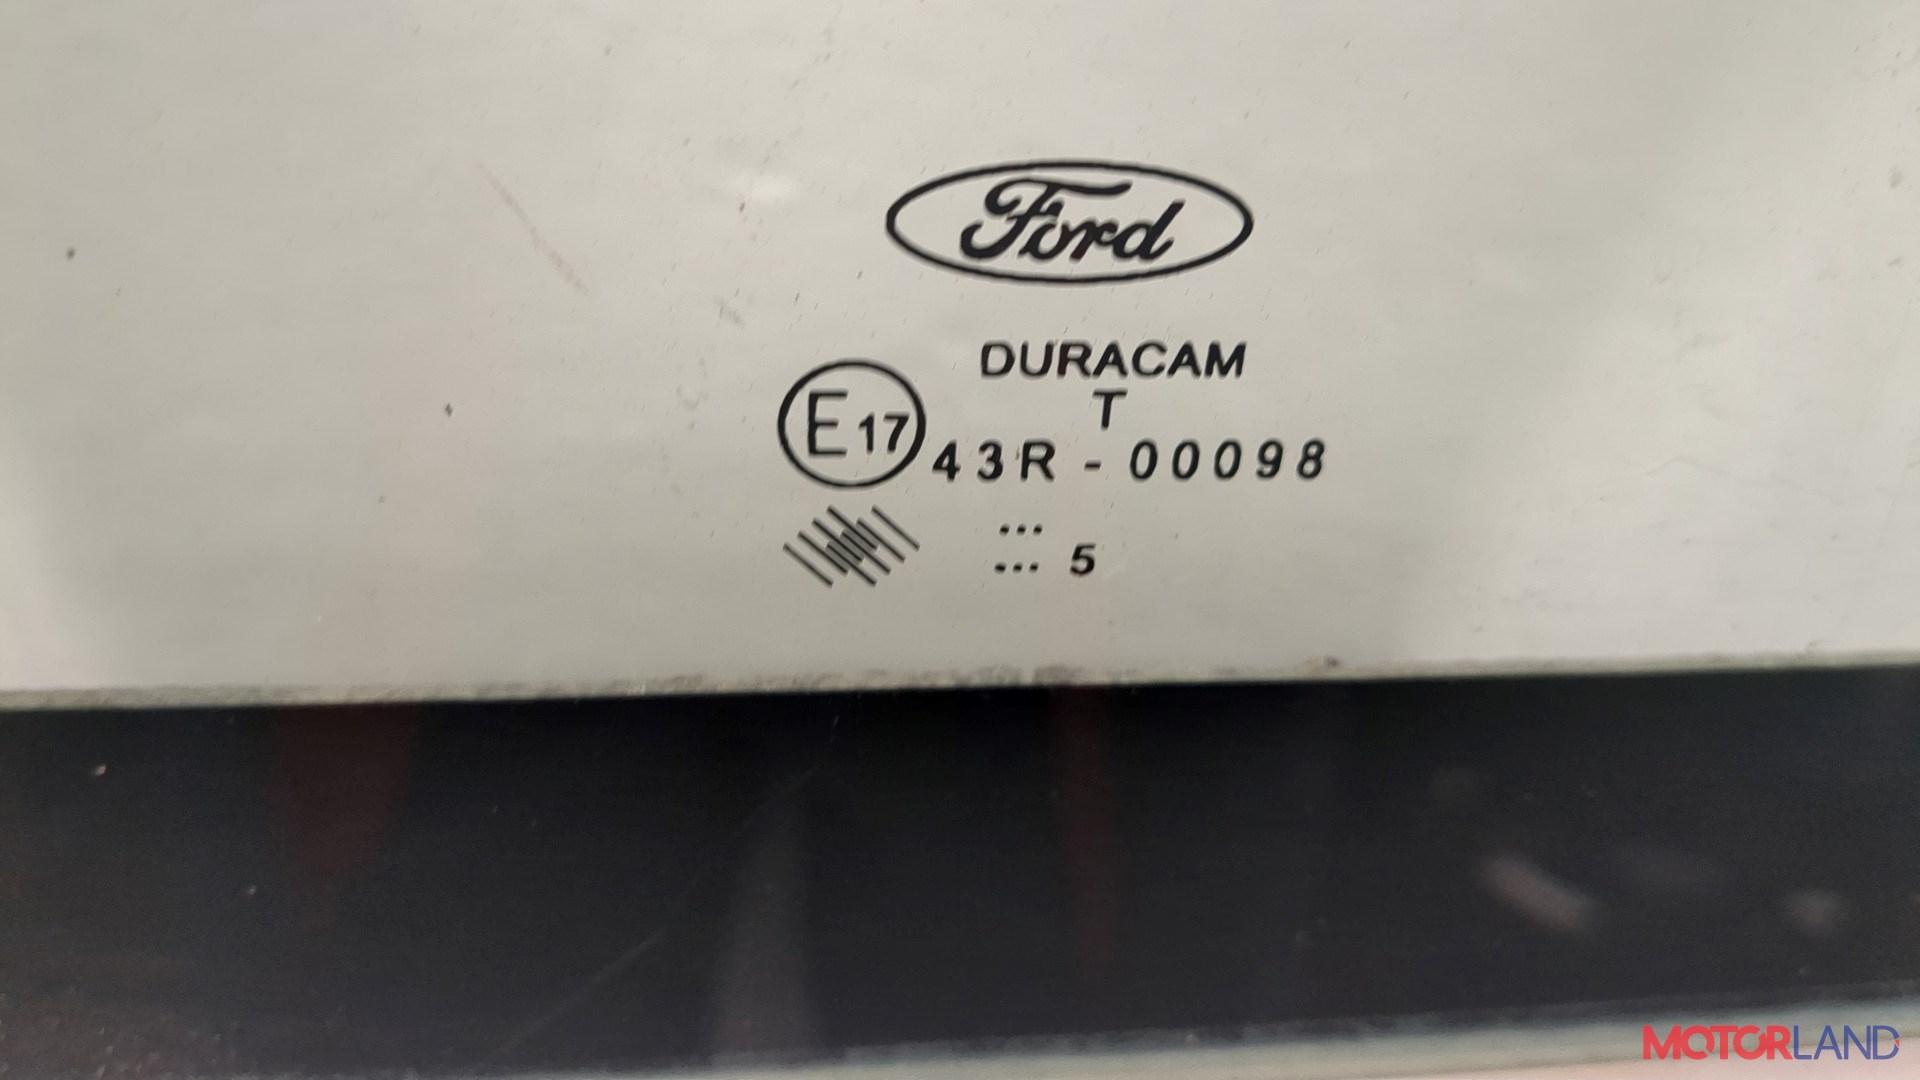 Ford
DURACAM
T
E17 43R - 00098
...
... 5
MOTORLAND